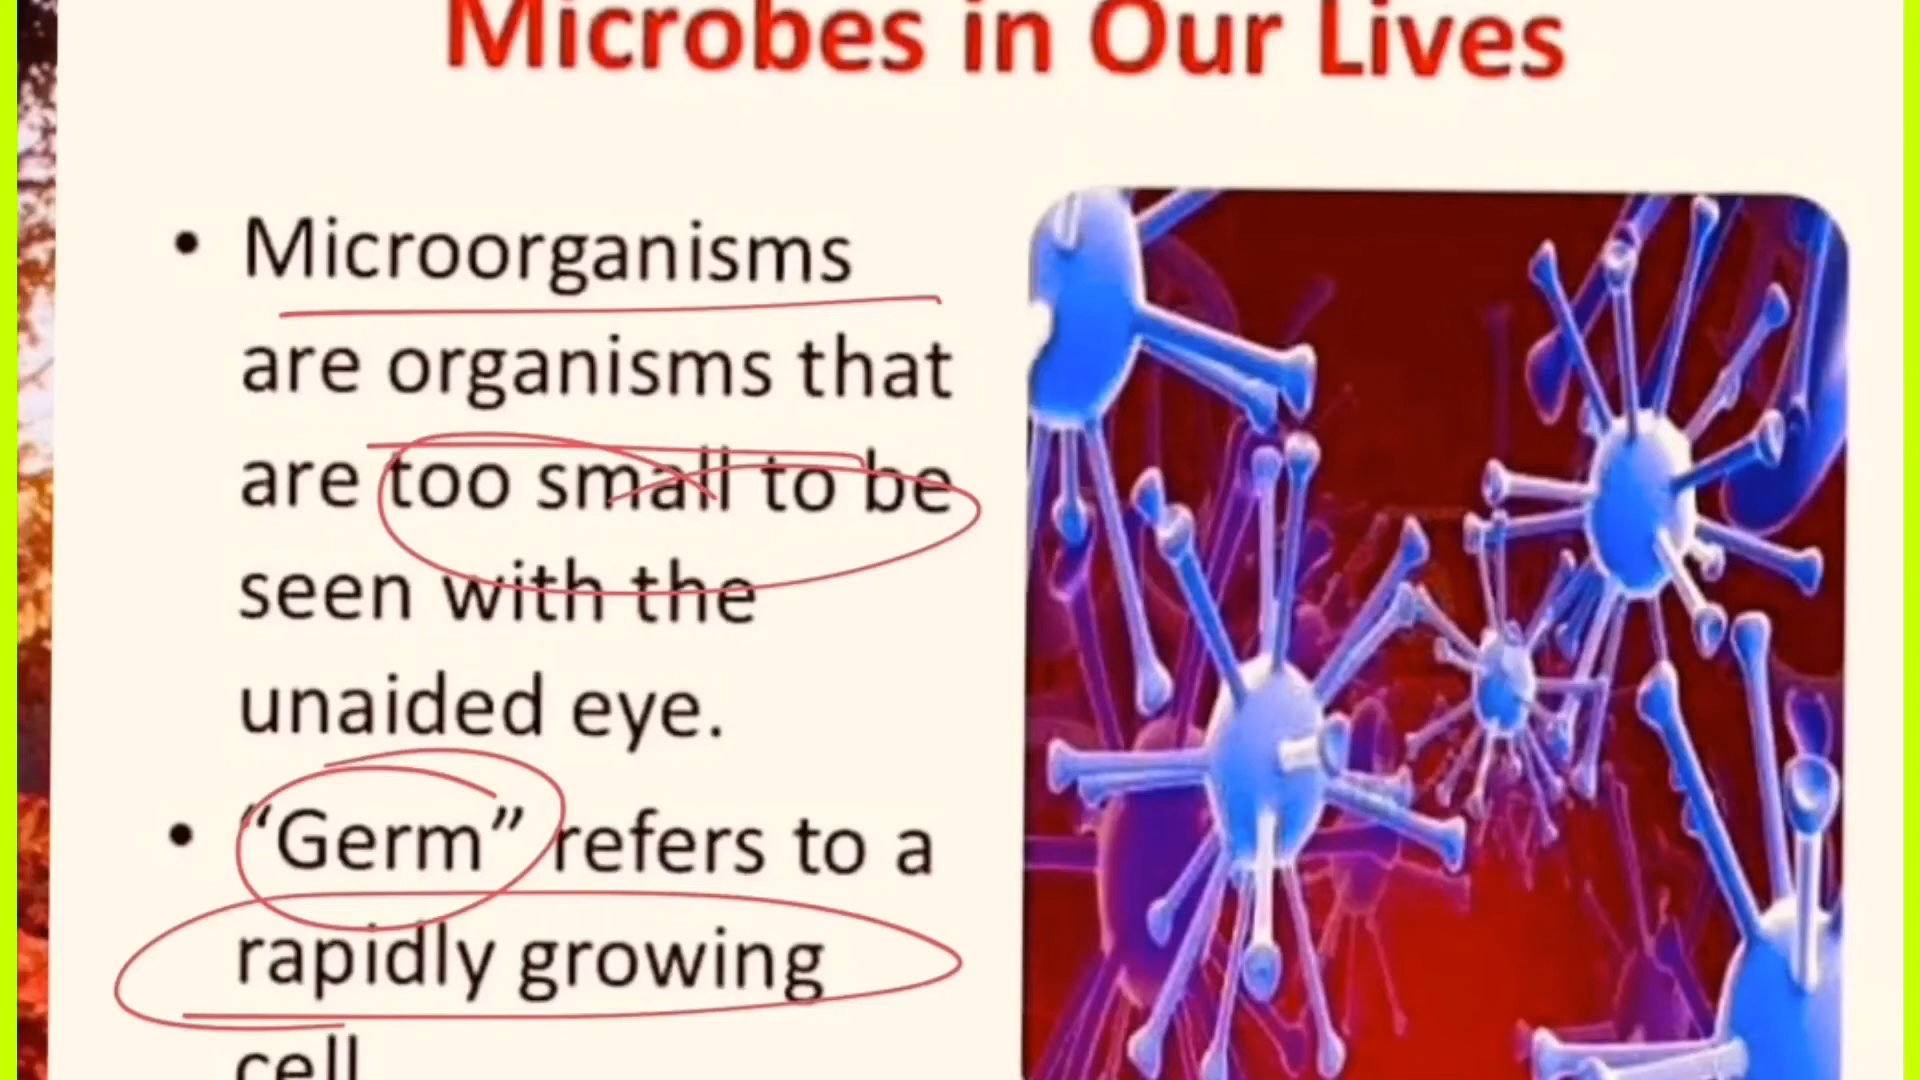 Microbes in Our Lives
• Microorganisms
are organisms that
are too small to be
seen with the
unaided eye.
• “Germ” refers to a
rapidly growing
cell